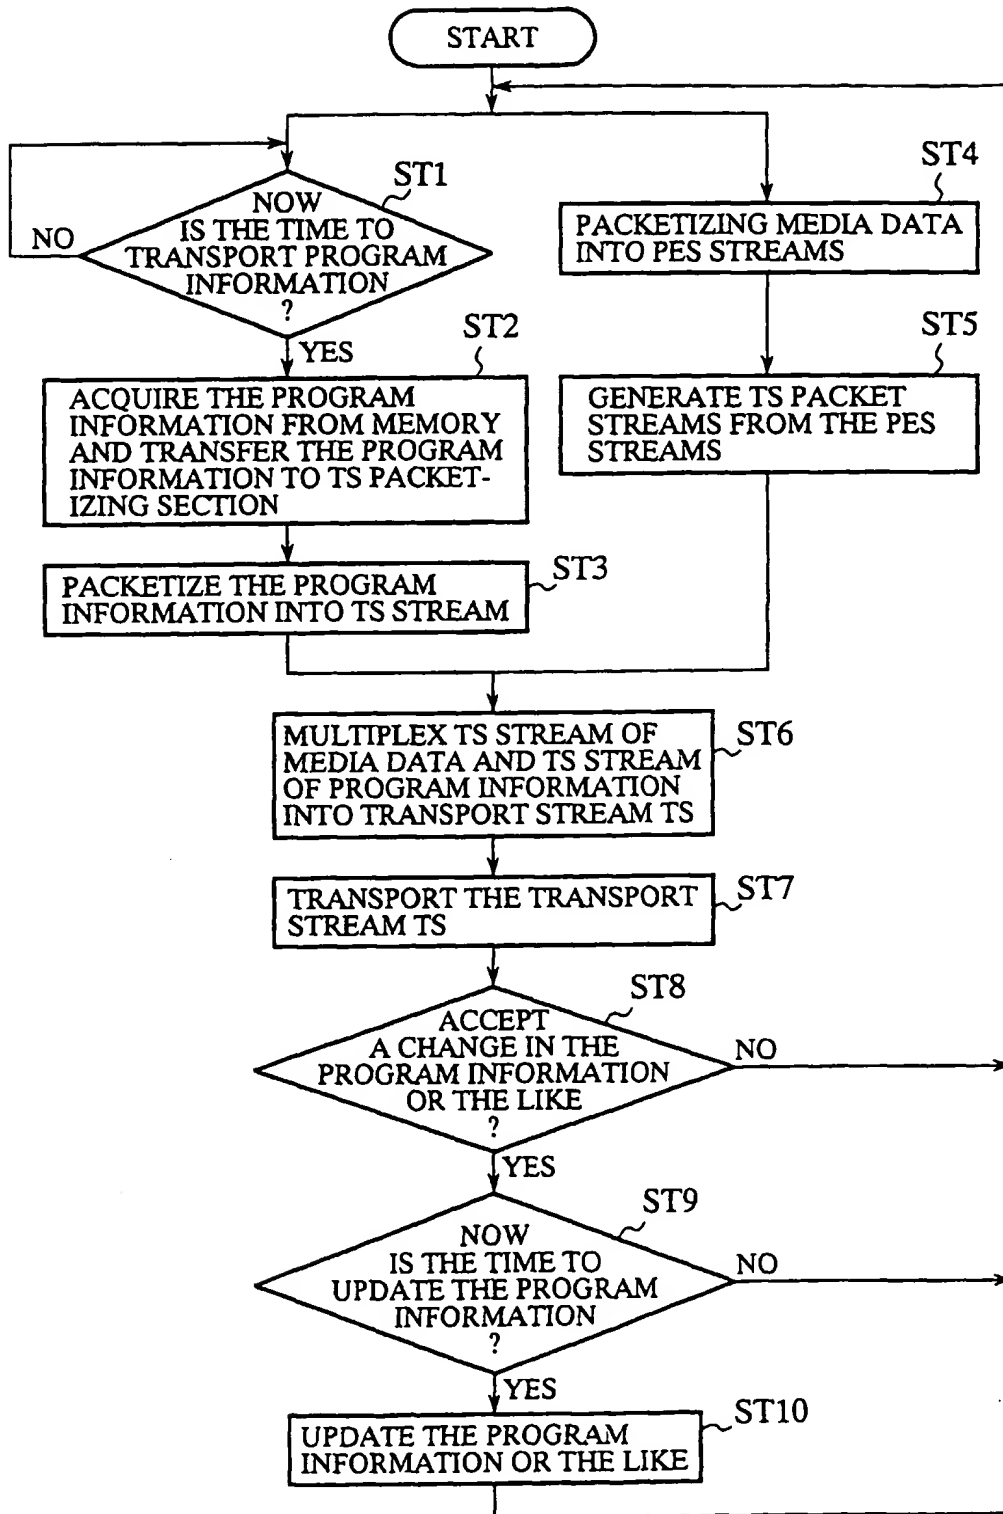 START
ST1
NOW
IS THE TIME TO
TRANSPORT PROGRAM
INFORMATION
?
NO
YES
ST2
ACQUIRE THE PROGRAM
INFORMATION FROM MEMORY
AND TRANSFER THE PROGRAM
INFORMATION TO TS PACKET-
IZING SECTION
ST3
PACKETIZE THE PROGRAM
INFORMATION INTO TS STREAM
ST4
PACKETIZING MEDIA DATA
INTO PES STREAMS
ST5
GENERATE TS PACKET
STREAMS FROM THE PES
STREAMS
ST6
MULTIPLEX TS STREAM OF
MEDIA DATA AND TS STREAM
OF PROGRAM INFORMATION
INTO TRANSPORT STREAM TS
ST7
TRANSPORT THE TRANSPORT
STREAM TS
ST8
ACCEPT
A CHANGE IN THE
PROGRAM INFORMATION
OR THE LIKE
?
NO
YES
ST9
NOW
IS THE TIME TO
UPDATE THE PROGRAM
INFORMATION
?
NO
YES
ST10
UPDATE THE PROGRAM
INFORMATION OR THE LIKE